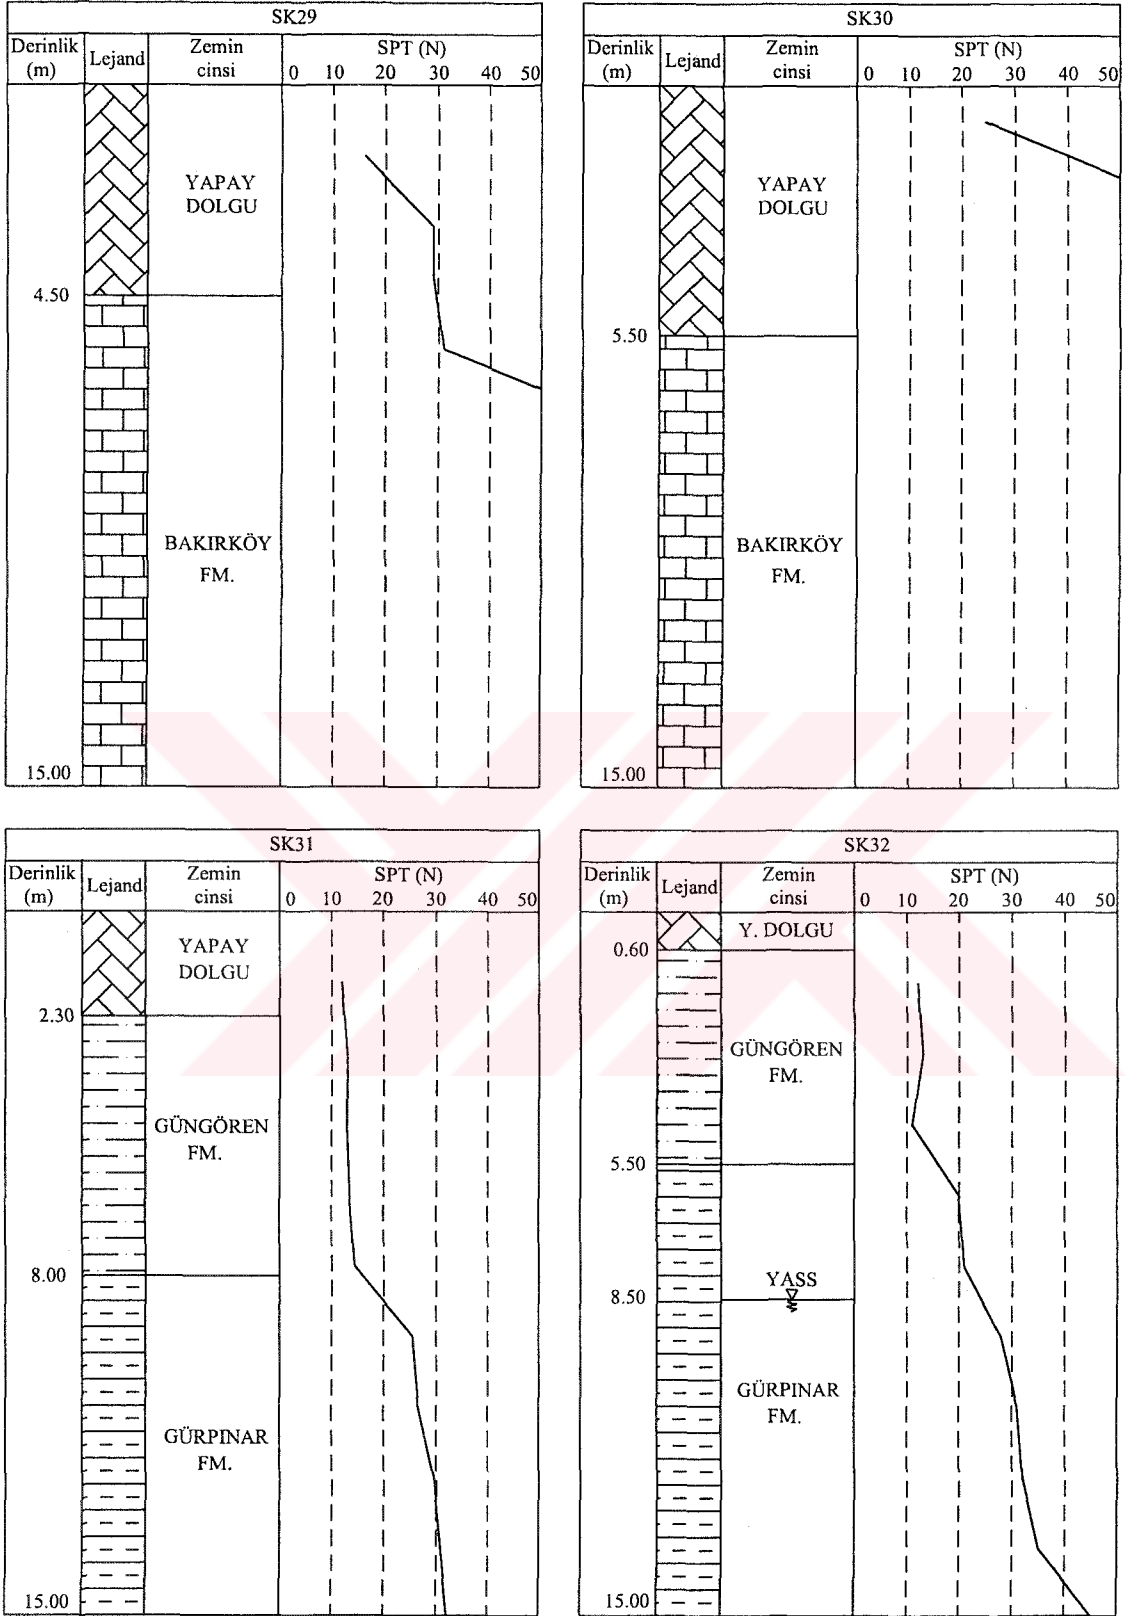 SK29
Derinlik (m)
Lejand
Zemin cinsi
SPT (N)
0 10 20 30 40 50
YAPAY
DOLGU
4.50
BAKIRKÖY
FM.
15.00
SK30
Derinlik (m)
Lejand
Zemin cinsi
SPT (N)
0 10 20 30 40 50
YAPAY
DOLGU
5.50
BAKIRKÖY
FM.
15.00
SK31
Derinlik (m)
Lejand
Zemin cinsi
SPT (N)
0 10 20 30 40 50
YAPAY
DOLGU
2.30
GÜNGÖREN
FM.
8.00
GÜRPINAR
FM.
15.00
SK32
Derinlik (m)
Lejand
Zemin cinsi
SPT (N)
0 10 20 30 40 50
Y. DOLGU
0.60
GÜNGÖREN
FM.
5.50
YASS
8.50
GÜRPINAR
FM.
15.00